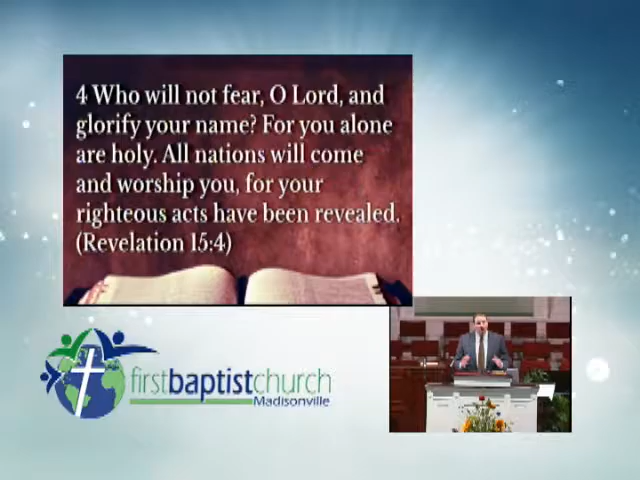 4 Who will not fear, O Lord, and
glorify your name? For you alone
are holy. All nations will come
and worship you, for your
righteous acts have been revealed.
(Revelation 15:4)
firstbaptistchurch
Madisonville